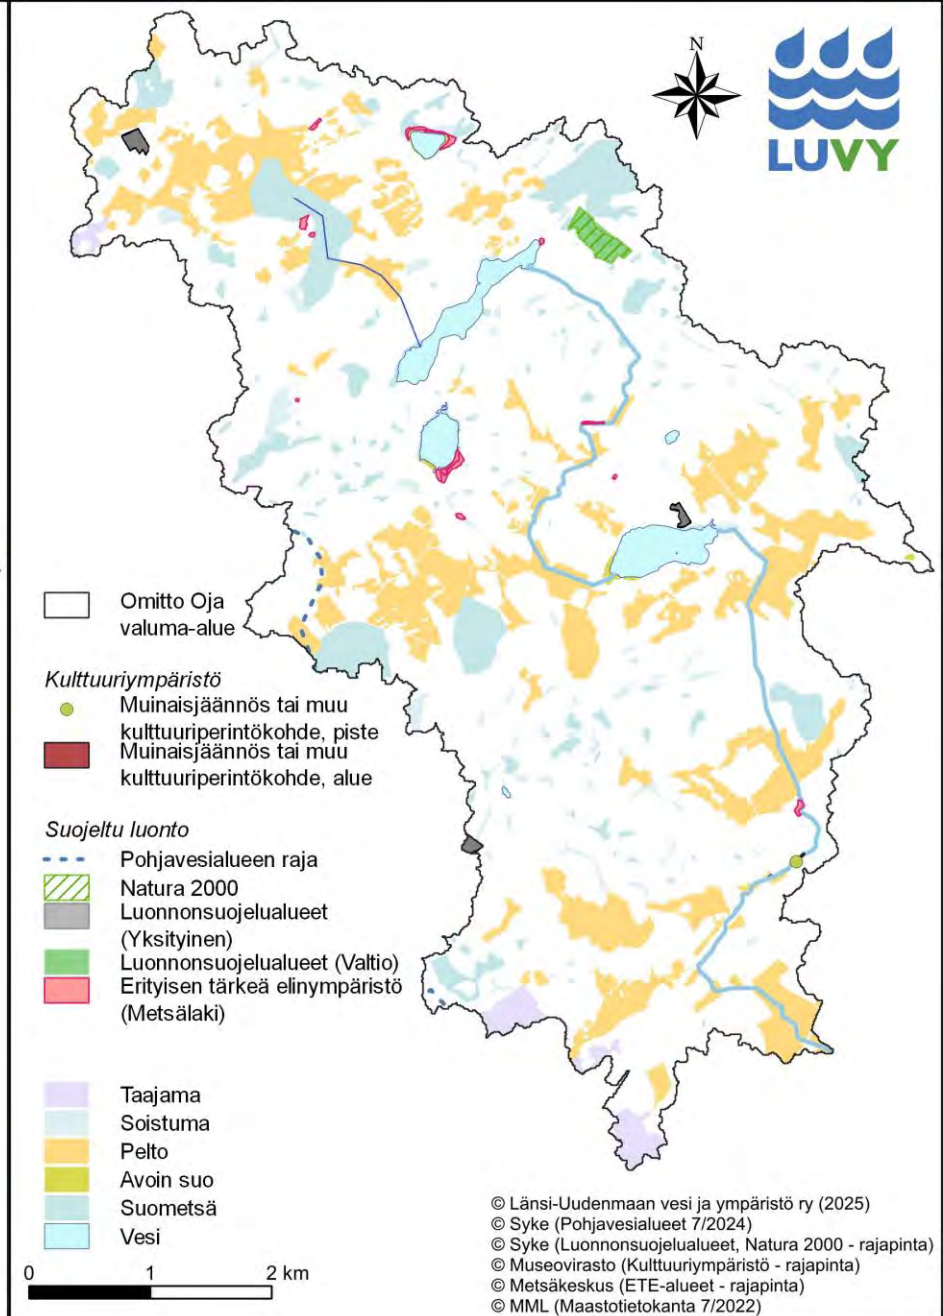 N
LUVY
Omitto Oja
valuma-alue
Kulttuuriympäristö
Muinaisjäännös tai muu
kulttuuriperintökohde, piste
Muinaisjäännös tai muu
kulttuuriperintökohde, alue
Suojeltu luonto
Pohjavesialueen raja
Natura 2000
Luonnonsuojelualueet
(Yksityinen)
Luonnonsuojelualueet (Valtio)
Erityisen tärkeä elinympäristö
(Metsälaki)
Taajama
Soistuma
Pelto
Avoin suo
Suometsä
Vesi
0 1 2 km
© Länsi-Uudenmaan vesi ja ympäristö ry (2025)
© Syke (Pohjavesialueet 7/2024)
© Syke (Luonnonsuojelualueet, Natura 2000 - rajapinta)
© Museovirasto (Kulttuuriympäristö - rajapinta)
© Metsäkeskus (ETE-alueet - rajapinta)
© MML (Maastotietokanta 7/2022)